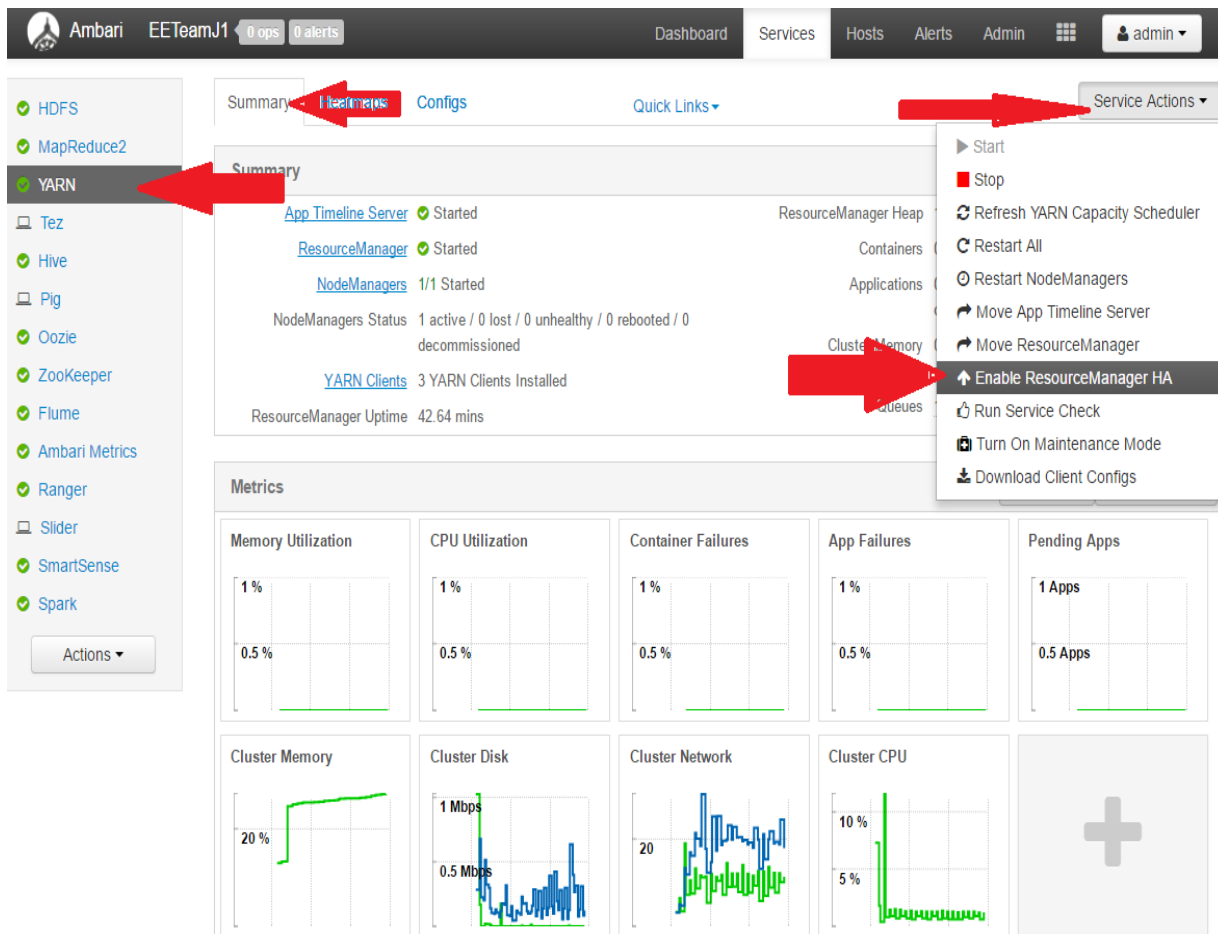 Ambari EETeamJ1 0 ops 0 alerts Dashboard Services Hosts Alerts Admin admin
HDFS
MapReduce2
YARN
Tez
Hive
Pig
Oozie
ZooKeeper
Flume
Ambari Metrics
Ranger
Slider
SmartSense
Spark
Actions
Summary Heatmaps Configs Quick Links Service Actions
Start
Stop
Refresh YARN Capacity Scheduler
Restart All
Restart NodeManagers
Move App Timeline Server
Move ResourceManager
Enable ResourceManager HA
Run Service Check
Turn On Maintenance Mode
Download Client Configs
Summary
App Timeline Server Started
ResourceManager Started
NodeManagers 1/1 Started
NodeManagers Status 1 active / 0 lost / 0 unhealthy / 0 rebooted / 0
decommissioned
YARN Clients 3 YARN Clients Installed
ResourceManager Uptime 42.64 mins
ResourceManager Heap
Containers
Applications
Cluster Memory
Queues
Metrics
Memory Utilization
1 %
0.5 %
CPU Utilization
1 %
0.5 %
Container Failures
1 %
0.5 %
App Failures
1 %
0.5 %
Pending Apps
1 Apps
0.5 Apps
Cluster Memory
20 %
Cluster Disk
1 Mbps
0.5 Mbps
Cluster Network
20
Cluster CPU
10 %
5 %